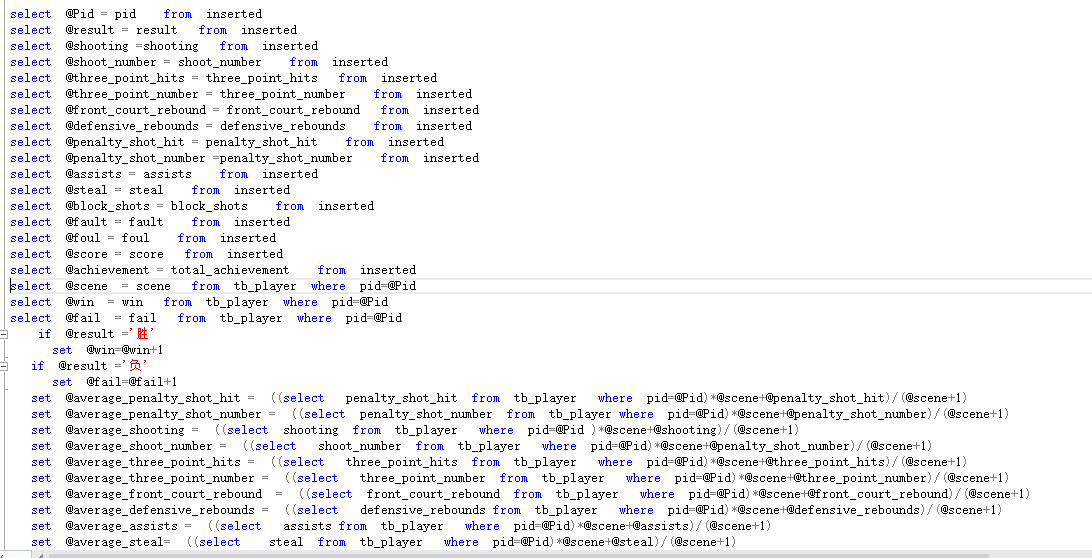 select @Pid = pid from inserted
select @result = result from inserted
select @shooting =shooting from inserted
select @shoot_number = shoot_number from inserted
select @three_point_hits = three_point_hits from inserted
select @three_point_number = three_point_number from inserted
select @front_court_rebound = front_court_rebound from inserted
select @defensive_rebounds = defensive_rebounds from inserted
select @penalty_shot_hit = penalty_shot_hit from inserted
select @penalty_shot_number =penalty_shot_number from inserted
select @assists = assists from inserted
select @steal = steal from inserted
select @block_shots = block_shots from inserted
select @fault = fault from inserted
select @foul = foul from inserted
select @score = score from inserted
select @achievement = total_achievement from inserted
select @scene = scene from tb_player where pid=@Pid
select @win = win from tb_player where pid=@Pid
select @fail = fail from tb_player where pid=@Pid
if @result ='胜'
set @win=@win+1
if @result ='负'
set @fail=@fail+1
set @average_penalty_shot_hit = ((select penalty_shot_hit from tb_player where pid=@Pid)*@scene+@penalty_shot_hit)/(@scene+1)
set @average_penalty_shot_number = ((select penalty_shot_number from tb_player where pid=@Pid)*@scene+@penalty_shot_number)/(@scene+1)
set @average_shooting = ((select shooting from tb_player where pid=@Pid )*@scene+@shooting)/(@scene+1)
set @average_shoot_number = ((select shoot_number from tb_player where pid=@Pid)*@scene+@penalty_shot_number)/(@scene+1)
set @average_three_point_hits = ((select three_point_hits from tb_player where pid=@Pid)*@scene+@three_point_hits)/(@scene+1)
set @average_three_point_number = ((select three_point_number from tb_player where pid=@Pid)*@scene+@three_point_number)/(@scene+1)
set @average_front_court_rebound = ((select front_court_rebound from tb_player where pid=@Pid)*@scene+@front_court_rebound)/(@scene+1)
set @average_defensive_rebounds = ((select defensive_rebounds from tb_player where pid=@Pid)*@scene+@defensive_rebounds)/(@scene+1)
set @average_assists = ((select assists from tb_player where pid=@Pid)*@scene+@assists)/(@scene+1)
set @average_steal= ((select steal from tb_player where pid=@Pid)*@scene+@steal)/(@scene+1)